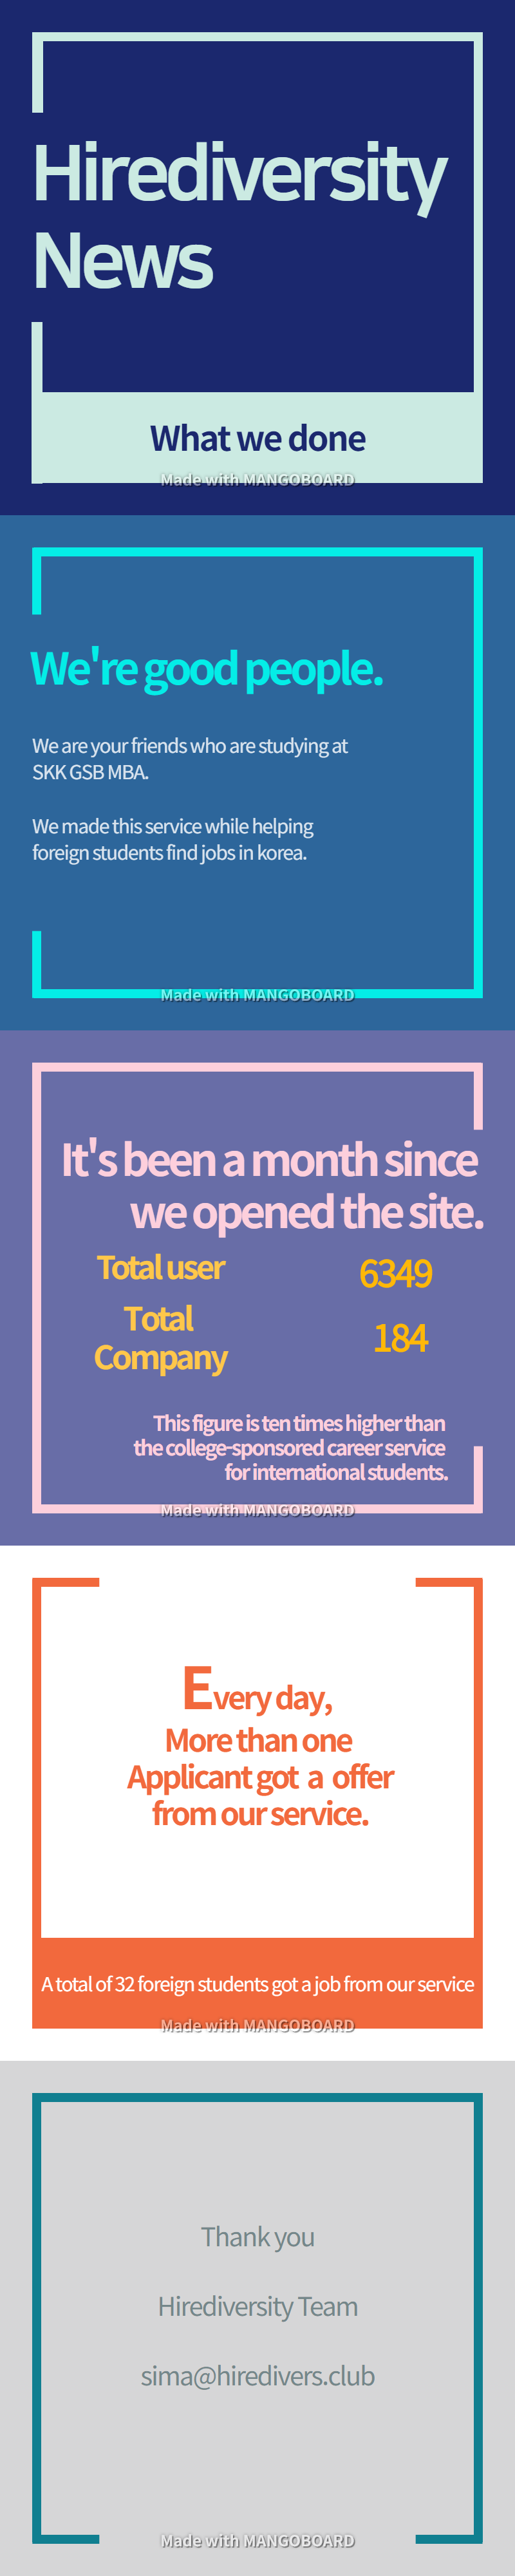 Hirediversity
News
What we done
Made with MANGOBOARD
We're good people.
We are your friends who are studying at
SKK GSB MBA.
We made this service while helping
foreign students find jobs in korea.
Made with MANGOBOARD
It's been a month since
we opened the site.
Total user 6349
Total
Company 184
This figure is ten times higher than
the college-sponsored career service
for international students.
Made with MANGOBOARD
Every day,
More than one
Applicant got a offer
from our service.
A total of 32 foreign students got a job from our service
Made with MANGOBOARD
Thank you
Hirediversity Team
sima@hiredivers.club
Made with MANGOBOARD